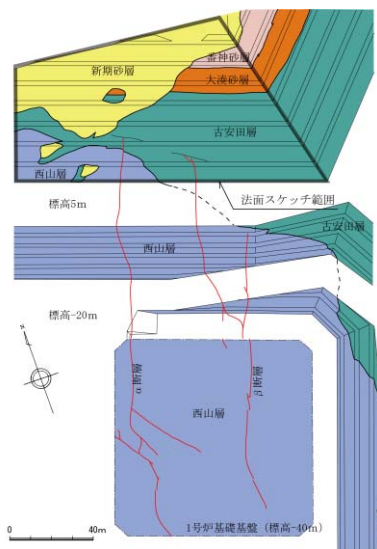 番神砂層
新期砂層
大湊砂層
古安田層
西山層
法面スケッチ範囲
標高5m
古安田層
西山層
標高-20m
N
α断層
β断層
西山層
1号炉基礎基盤（標高-40m）
0 40m